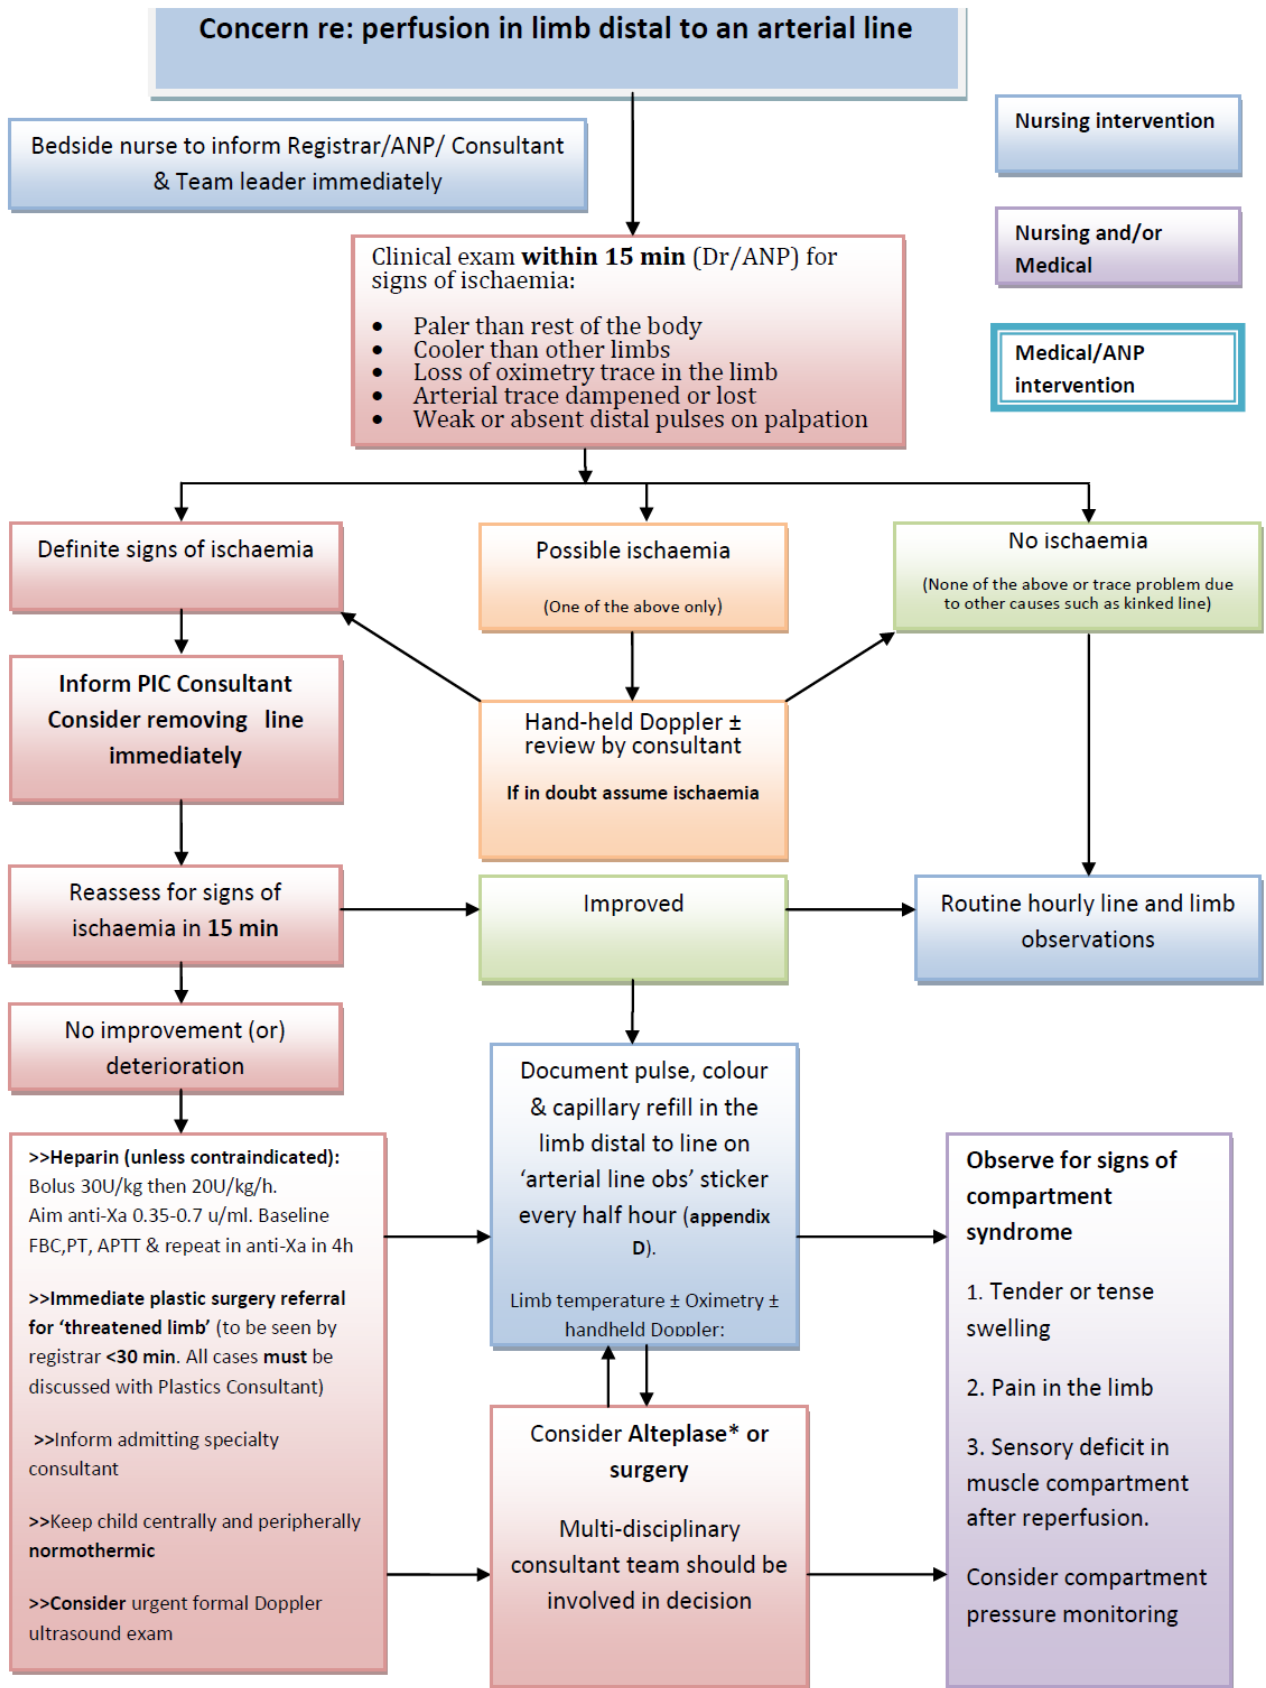 Concern re: perfusion in limb distal to an arterial line
Bedside nurse to inform Registrar/ANP/ Consultant
& Team leader immediately
Nursing intervention
Nursing and/or
Medical
Medical/ANP
intervention
Clinical exam within 15 min (Dr/ANP) for
signs of ischaemia:
• Paler than rest of the body
• Cooler than other limbs
• Loss of oximetry trace in the limb
• Arterial trace dampened or lost
• Weak or absent distal pulses on palpation
Definite signs of ischaemia
Possible ischaemia
(One of the above only)
No ischaemia
(None of the above or trace problem due
to other causes such as kinked line)
Inform PIC Consultant
Consider removing line
immediately
Hand-held Doppler ±
review by consultant
If in doubt assume ischaemia
Reassess for signs of
ischaemia in 15 min
Improved
Routine hourly line and limb
observations
No improvement (or)
deterioration
>>Heparin (unless contraindicated):
Bolus 30U/kg then 20U/kg/h.
Aim anti-Xa 0.35-0.7 u/ml. Baseline
FBC,PT, APTT & repeat in anti-Xa in 4h
>>Immediate plastic surgery referral
for ‘threatened limb’ (to be seen by
registrar <30 min. All cases must be
discussed with Plastics Consultant)
>>Inform admitting specialty
consultant
>>Keep child centrally and peripherally
normothermic
>>Consider urgent formal Doppler
ultrasound exam
Document pulse, colour
& capillary refill in the
limb distal to line on
‘arterial line obs’ sticker
every half hour (appendix
D).
Limb temperature ± Oximetry ±
handheld Doppler:
Consider Alteplase* or
surgery
Multi-disciplinary
consultant team should be
involved in decision
Observe for signs of
compartment
syndrome
1. Tender or tense
swelling
2. Pain in the limb
3. Sensory deficit in
muscle compartment
after reperfusion.
Consider compartment
pressure monitoring